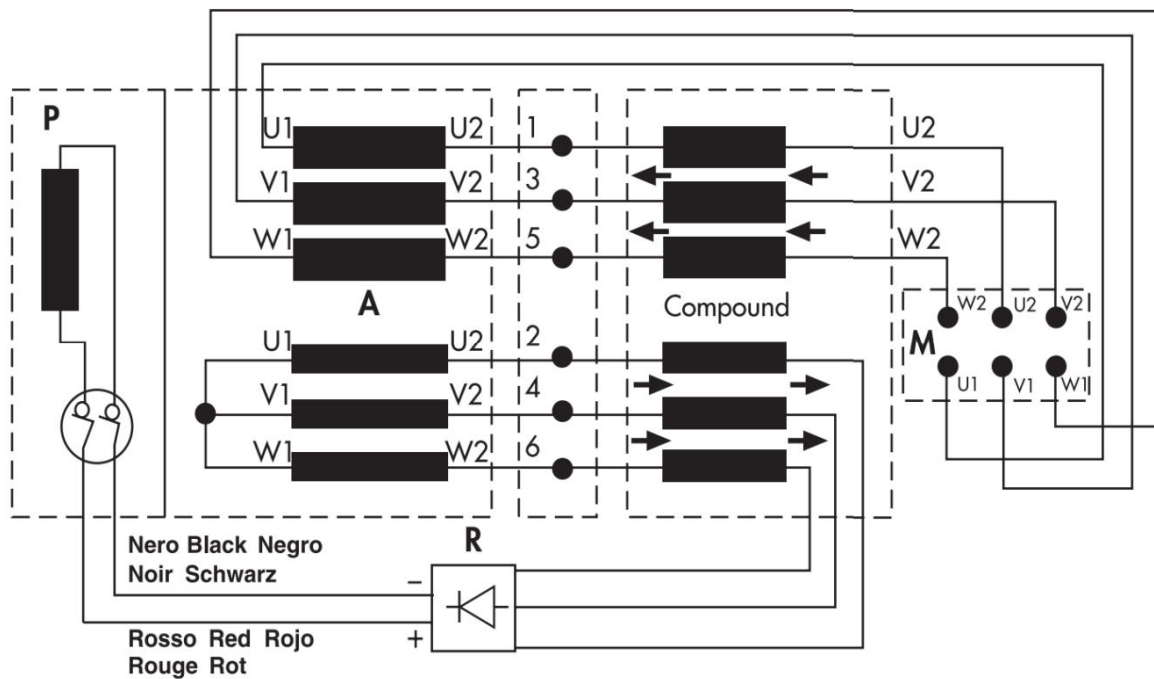 P
U1 U2 1 U2
V1 V2 3 V2
W1 W2 5 W2
A
Compound
W2 U2 V2
M
U1 V1 W1
U1 U2 2
V1 V2 4
W1 W2 6
R
Nero Black Negro
Noir Schwarz
−
+
Rosso Red Rojo
Rouge Rot